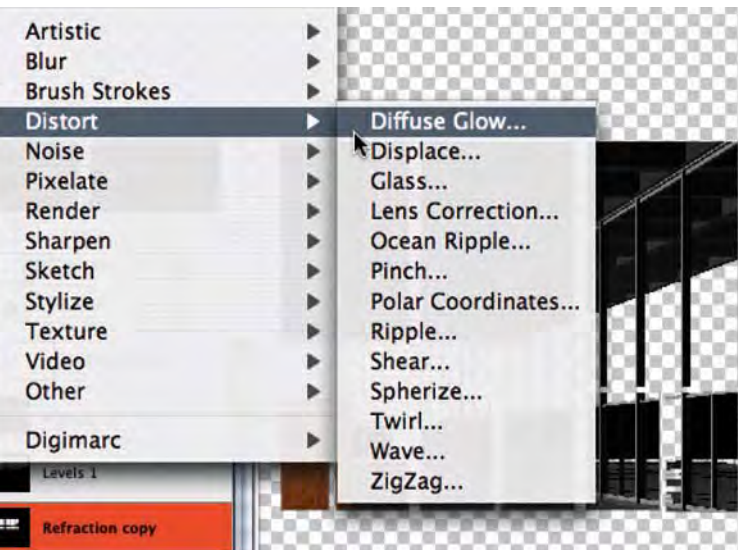 Artistic
Blur
Brush Strokes
Distort
Noise
Pixelate
Render
Sharpen
Sketch
Stylize
Texture
Video
Other
Digimarc
Diffuse Glow...
Displace...
Glass...
Lens Correction...
Ocean Ripple...
Pinch...
Polar Coordinates...
Ripple...
Shear...
Spherize...
Twirl...
Wave...
ZigZag...
Levels 1
Refraction copy